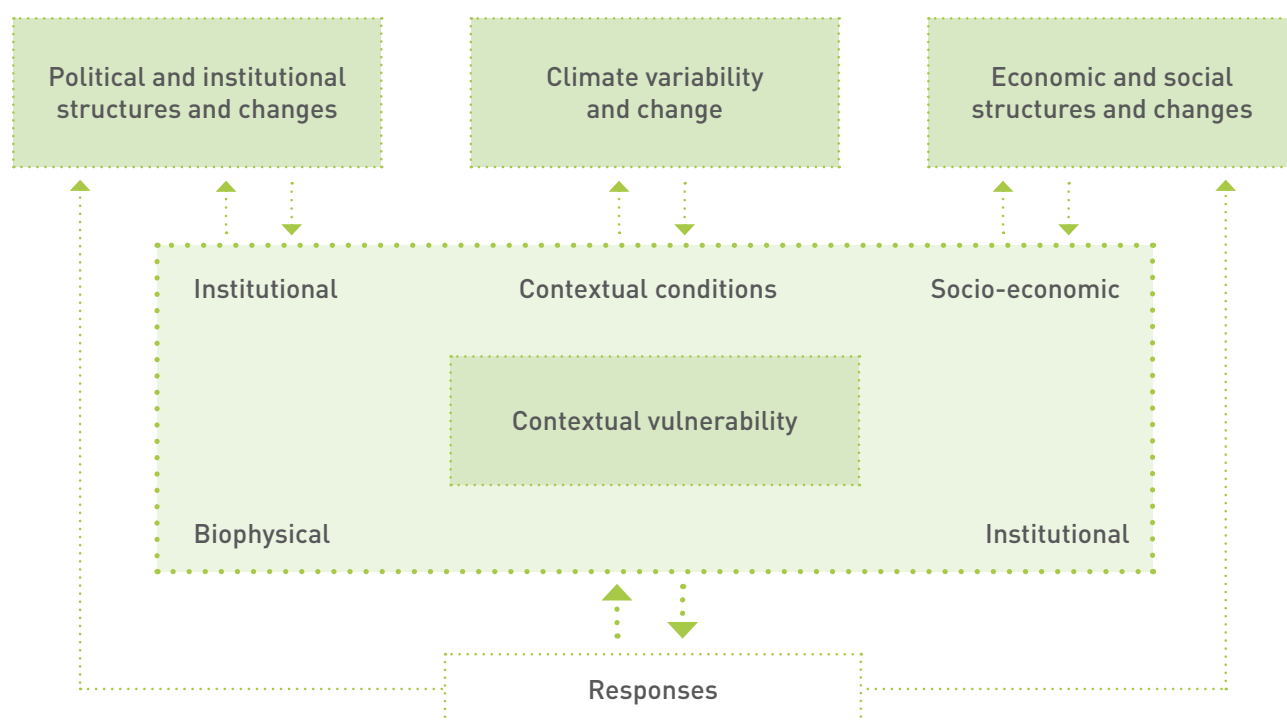 Political and institutional
structures and changes
Climate variability
and change
Economic and social
structures and changes
Institutional
Contextual conditions
Socio-economic
Contextual vulnerability
Biophysical
Institutional
Responses